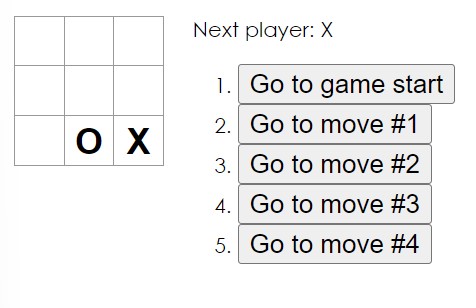 Next player: X
1. Go to game start
2. Go to move #1
3. Go to move #2
O X
4. Go to move #3
5. Go to move #4